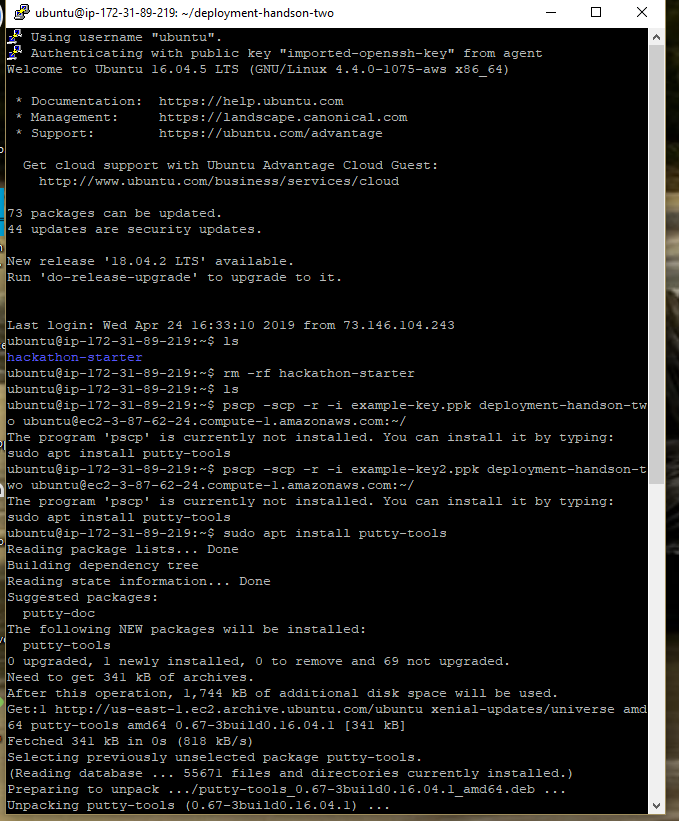 ubuntu@ip-172-31-89-219: ~/deployment-handson-two
Using username "ubuntu".
Authenticating with public key "imported-openssh-key" from agent
Welcome to Ubuntu 16.04.5 LTS (GNU/Linux 4.4.0-1075-aws x86_64)
* Documentation:  https://help.ubuntu.com
* Management:     https://landscape.canonical.com
* Support:        https://ubuntu.com/advantage
Get cloud support with Ubuntu Advantage Cloud Guest:
http://www.ubuntu.com/business/services/cloud
73 packages can be updated.
44 updates are security updates.
New release '18.04.2 LTS' available.
Run 'do-release-upgrade' to upgrade to it.
Last login: Wed Apr 24 16:33:10 2019 from 73.146.104.243
ubuntu@ip-172-31-89-219:~$ ls
hackathon-starter
ubuntu@ip-172-31-89-219:~$ rm -rf hackathon-starter
ubuntu@ip-172-31-89-219:~$ ls
ubuntu@ip-172-31-89-219:~$ pscp -scp -r -i example-key.ppk deployment-handson-tw
o ubuntu@ec2-3-87-62-24.compute-1.amazonaws.com:~/
The program 'pscp' is currently not installed. You can install it by typing:
sudo apt install putty-tools
ubuntu@ip-172-31-89-219:~$ pscp -scp -r -i example-key2.ppk deployment-handson-t
wo ubuntu@ec2-3-87-62-24.compute-1.amazonaws.com:~/
The program 'pscp' is currently not installed. You can install it by typing:
sudo apt install putty-tools
ubuntu@ip-172-31-89-219:~$ sudo apt install putty-tools
Reading package lists... Done
Building dependency tree
Reading state information... Done
Suggested packages:
putty-doc
The following NEW packages will be installed:
putty-tools
0 upgraded, 1 newly installed, 0 to remove and 69 not upgraded.
Need to get 341 kB of archives.
After this operation, 1,744 kB of additional disk space will be used.
Get:1 http://us-east-1.ec2.archive.ubuntu.com/ubuntu xenial-updates/universe amd
64 putty-tools amd64 0.67-3build0.16.04.1 [341 kB]
Fetched 341 kB in 0s (818 kB/s)
Selecting previously unselected package putty-tools.
(Reading database ... 55671 files and directories currently installed.)
Preparing to unpack .../putty-tools_0.67-3build0.16.04.1_amd64.deb ...
Unpacking putty-tools (0.67-3build0.16.04.1) ...